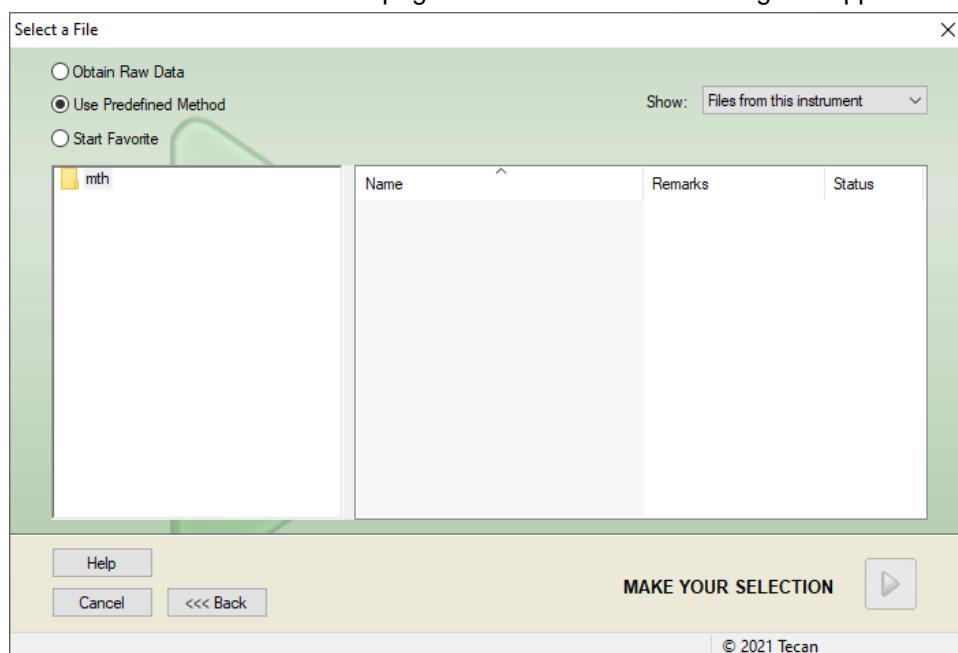 Select a File
Obtain Raw Data
Use Predefined Method
Show: Files from this instrument
Start Favorite
mth
Name Remarks Status
Help
Cancel <<< Back
MAKE YOUR SELECTION
© 2021 Tecan